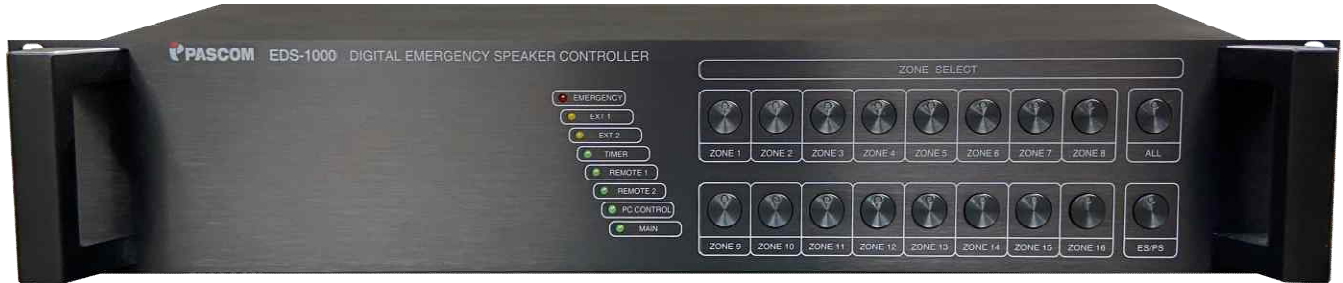 PASCOM EDS-1000 DIGITAL EMERGENCY SPEAKER CONTROLLER
ZONE SELECT
EMERGENCY
EXT 1
EXT 2
TIMER
REMOTE 1
REMOTE 2
PC CONTROL
MAIN
ZONE 1 ZONE 2 ZONE 3 ZONE 4 ZONE 5 ZONE 6 ZONE 7 ZONE 8 ALL
ZONE 9 ZONE 10 ZONE 11 ZONE 12 ZONE 13 ZONE 14 ZONE 15 ZONE 16 ES/PS